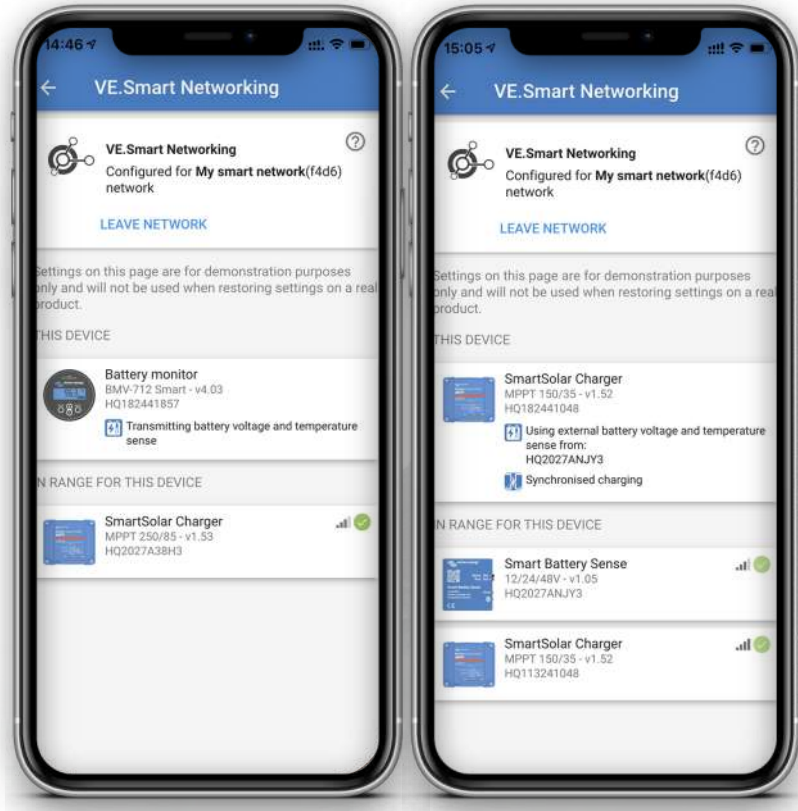 14:46
VE.Smart Networking
VE.Smart Networking
Configured for My smart network(f4d6)
network
LEAVE NETWORK
Settings on this page are for demonstration purposes
only and will not be used when restoring settings on a real
product.
THIS DEVICE
Battery monitor
BMV-712 Smart - v4.03
HQ182441857
Transmitting battery voltage and temperature
sense
IN RANGE FOR THIS DEVICE
SmartSolar Charger
MPPT 250/85 - v1.53
HQ2027A38H3
15:05
VE.Smart Networking
VE.Smart Networking
Configured for My smart network(f4d6)
network
LEAVE NETWORK
Settings on this page are for demonstration purposes
only and will not be used when restoring settings on a real
product.
THIS DEVICE
SmartSolar Charger
MPPT 150/35 - v1.52
HQ182441048
Using external battery voltage and temperature
sense from:
HQ2027ANJY3
Synchronised charging
IN RANGE FOR THIS DEVICE
Smart Battery Sense
12/24/48V - v1.05
HQ2027ANJY3
SmartSolar Charger
MPPT 150/35 - v1.52
HQ113241048